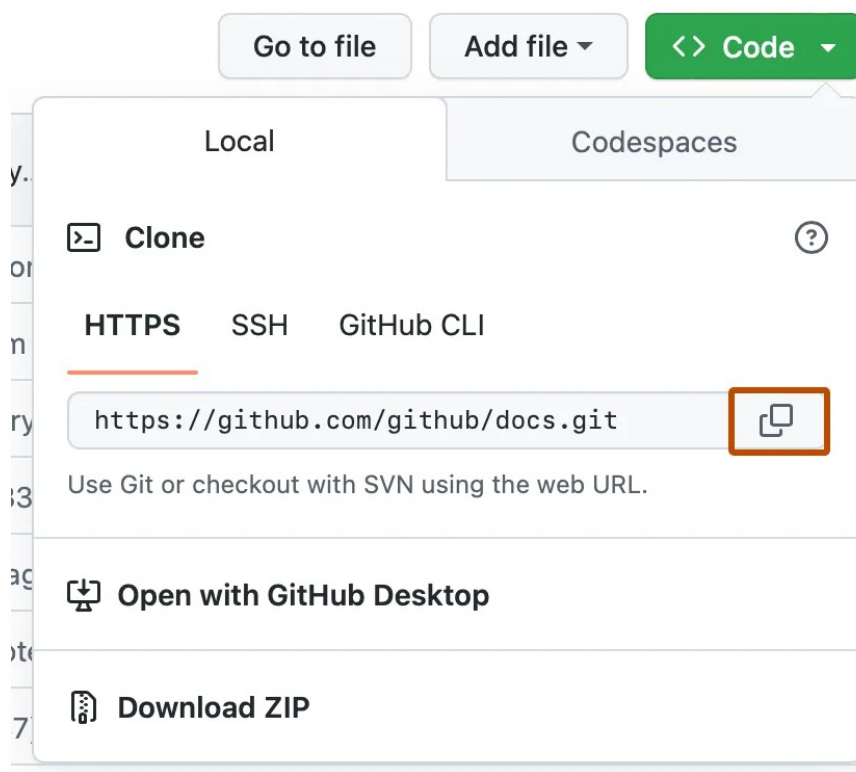 Go to file
Add file
Code
Local
Codespaces
Clone
HTTPS
SSH
GitHub CLI
https://github.com/github/docs.git
Use Git or checkout with SVN using the web URL.
Open with GitHub Desktop
Download ZIP